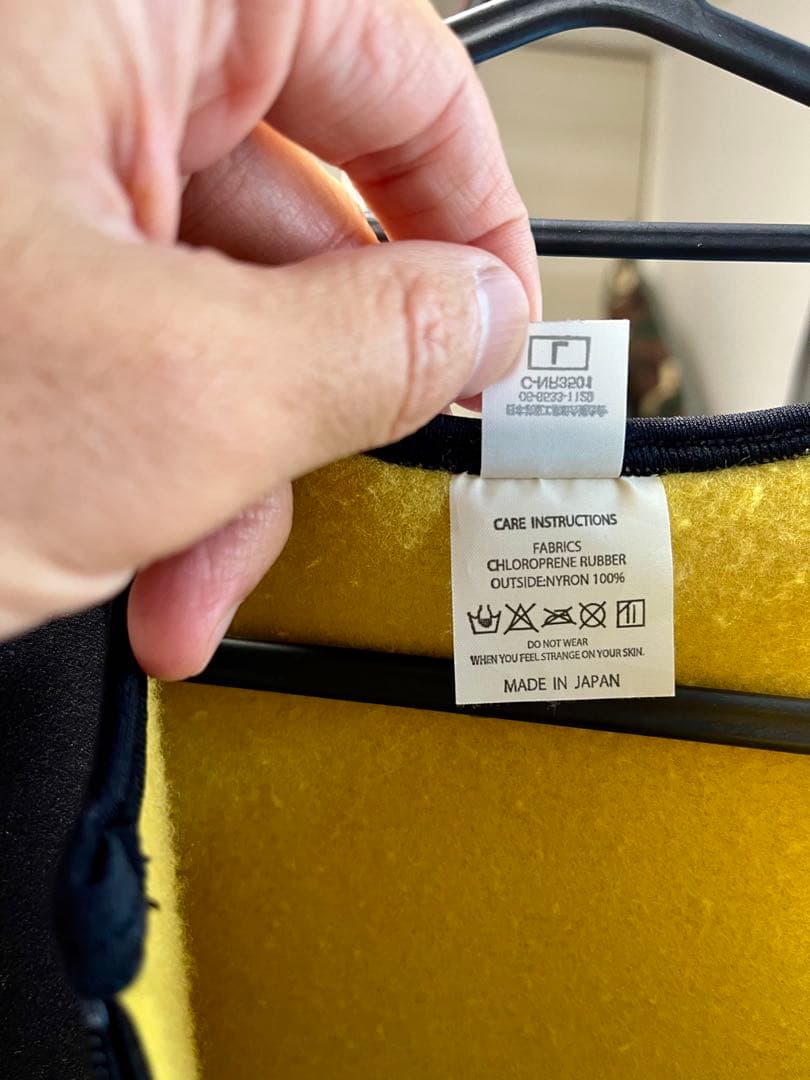 L
C-NR3501
CARE INSTRUCTIONS
FABRICS
CHLOROPRENE RUBBER
OUTSIDE:NYRON 100%
DO NOT WEAR
WHEN YOU FEEL STRANGE ON YOUR SKIN.
MADE IN JAPAN